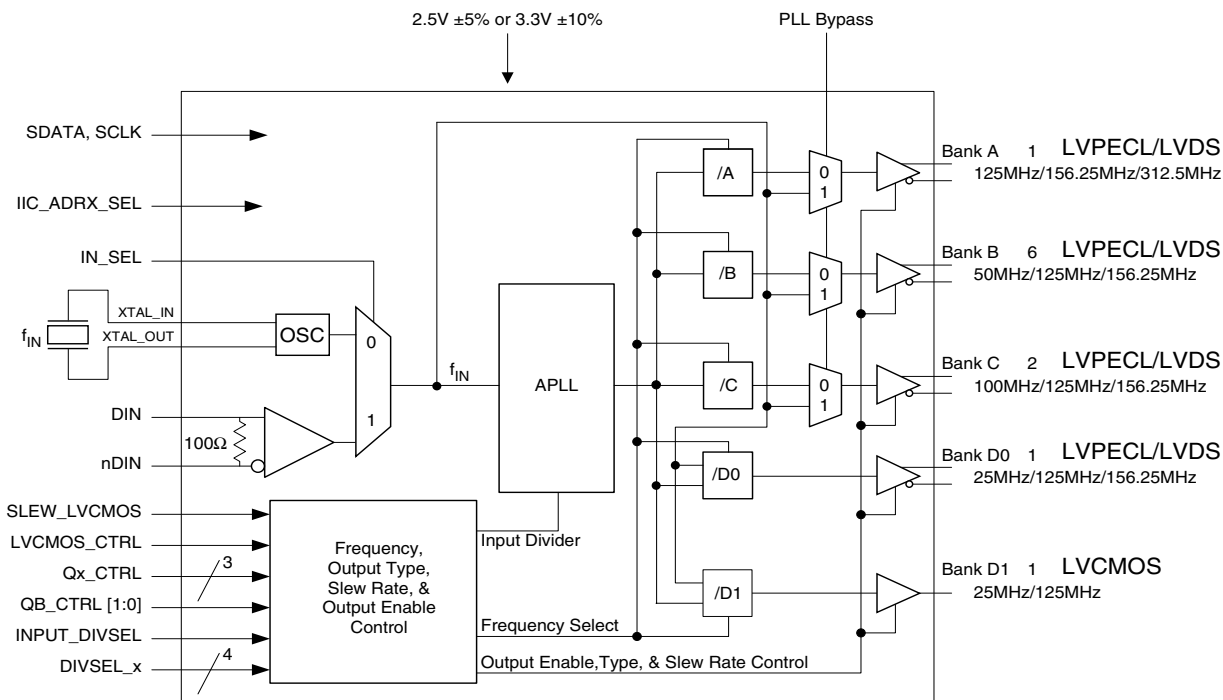 2.5V ±5% or 3.3V ±10%
PLL Bypass
SDATA, SCLK
IIC_ADRX_SEL
IN_SEL
XTAL_IN
XTAL_OUT
fIN
OSC
0
1
DIN
100Ω
nDIN
fIN
APLL
/A
0
1
/B
0
1
/C
0
1
/D0
/D1
Bank A 1 LVPECL/LVDS
125MHz/156.25MHz/312.5MHz
Bank B 6 LVPECL/LVDS
50MHz/125MHz/156.25MHz
Bank C 2 LVPECL/LVDS
100MHz/125MHz/156.25MHz
Bank D0 1 LVPECL/LVDS
25MHz/125MHz/156.25MHz
Bank D1 1 LVCMOS
25MHz/125MHz
SLEW_LVCMOS
LVCMOS_CTRL
Qx_CTRL
3
QB_CTRL [1:0]
INPUT_DIVSEL
DIVSEL_x
4
Frequency,
Output Type,
Slew Rate, &
Output Enable
Control
Input Divider
Frequency Select
Output Enable,Type, & Slew Rate Control